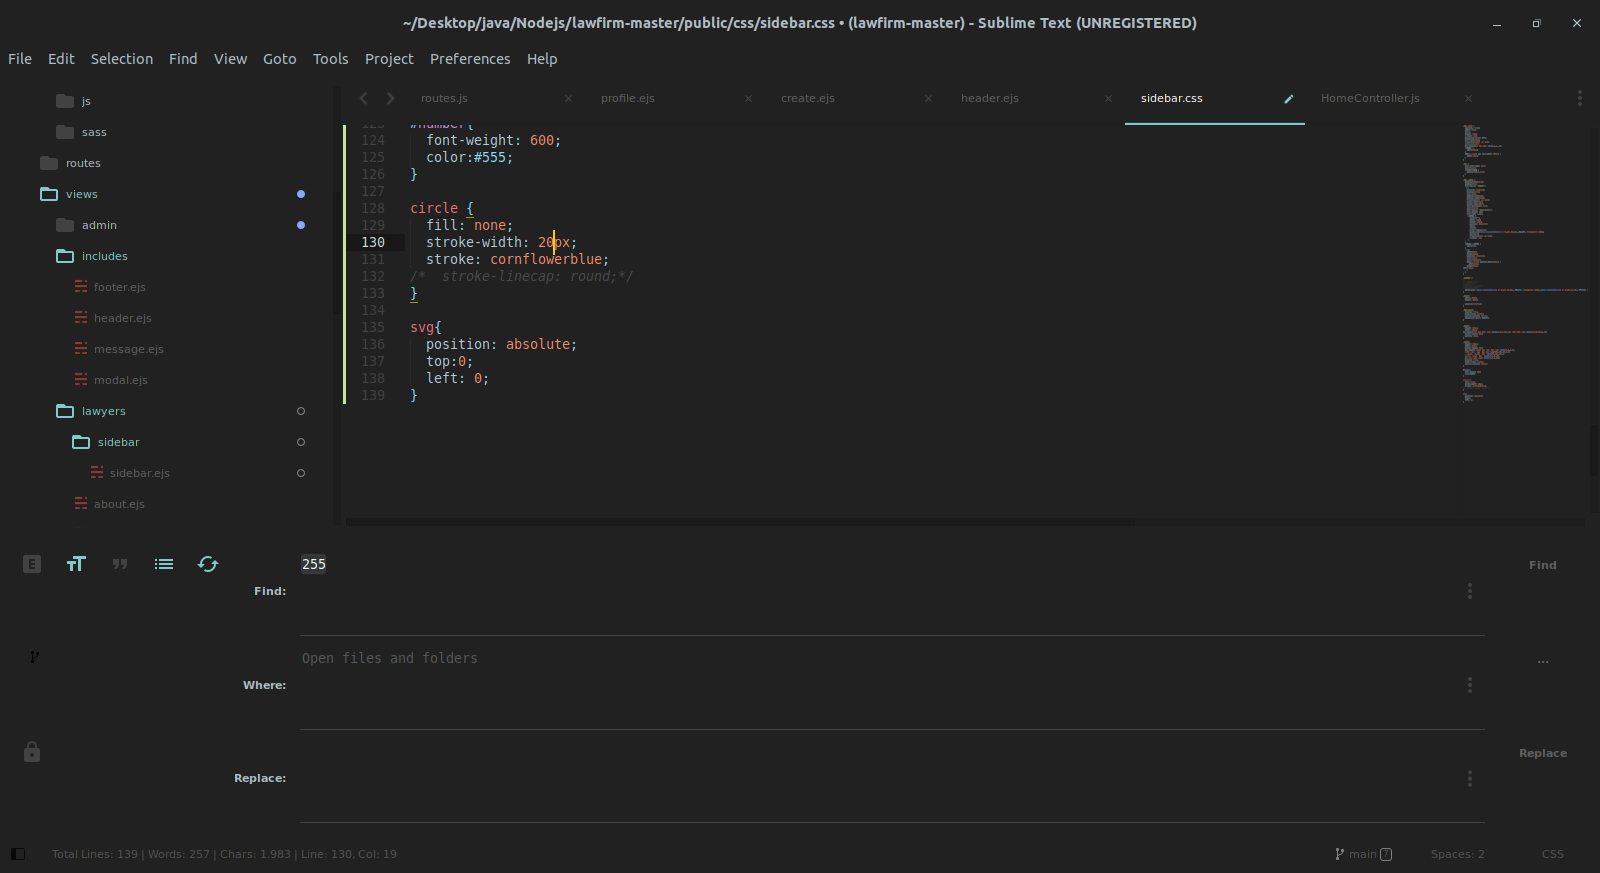 ~/Desktop/java/Nodejs/lawfirm-master/public/css/sidebar.css • (lawfirm-master) - Sublime Text (UNREGISTERED)
File Edit Selection Find View Goto Tools Project Preferences Help
js
sass
routes
views
admin
includes
footer.ejs
header.ejs
message.ejs
modal.ejs
lawyers
sidebar
sidebar.ejs
about.ejs
routes.js profile.ejs create.ejs header.ejs sidebar.css HomeController.js
123 #number{
124 font-weight: 600;
125 color:#555;
126 }
127
128 circle {
129 fill: none;
130 stroke-width: 20px;
131 stroke: cornflowerblue;
132 /* stroke-linecap: round;*/
133 }
134
135 svg{
136 position: absolute;
137 top:0;
138 left: 0;
139 }
E
255
Find:
Find
Open files and folders
...
Where:
Replace
Replace:
Total Lines: 139 | Words: 257 | Chars: 1.983 | Line: 130, Col: 19
main 7
Spaces: 2
CSS